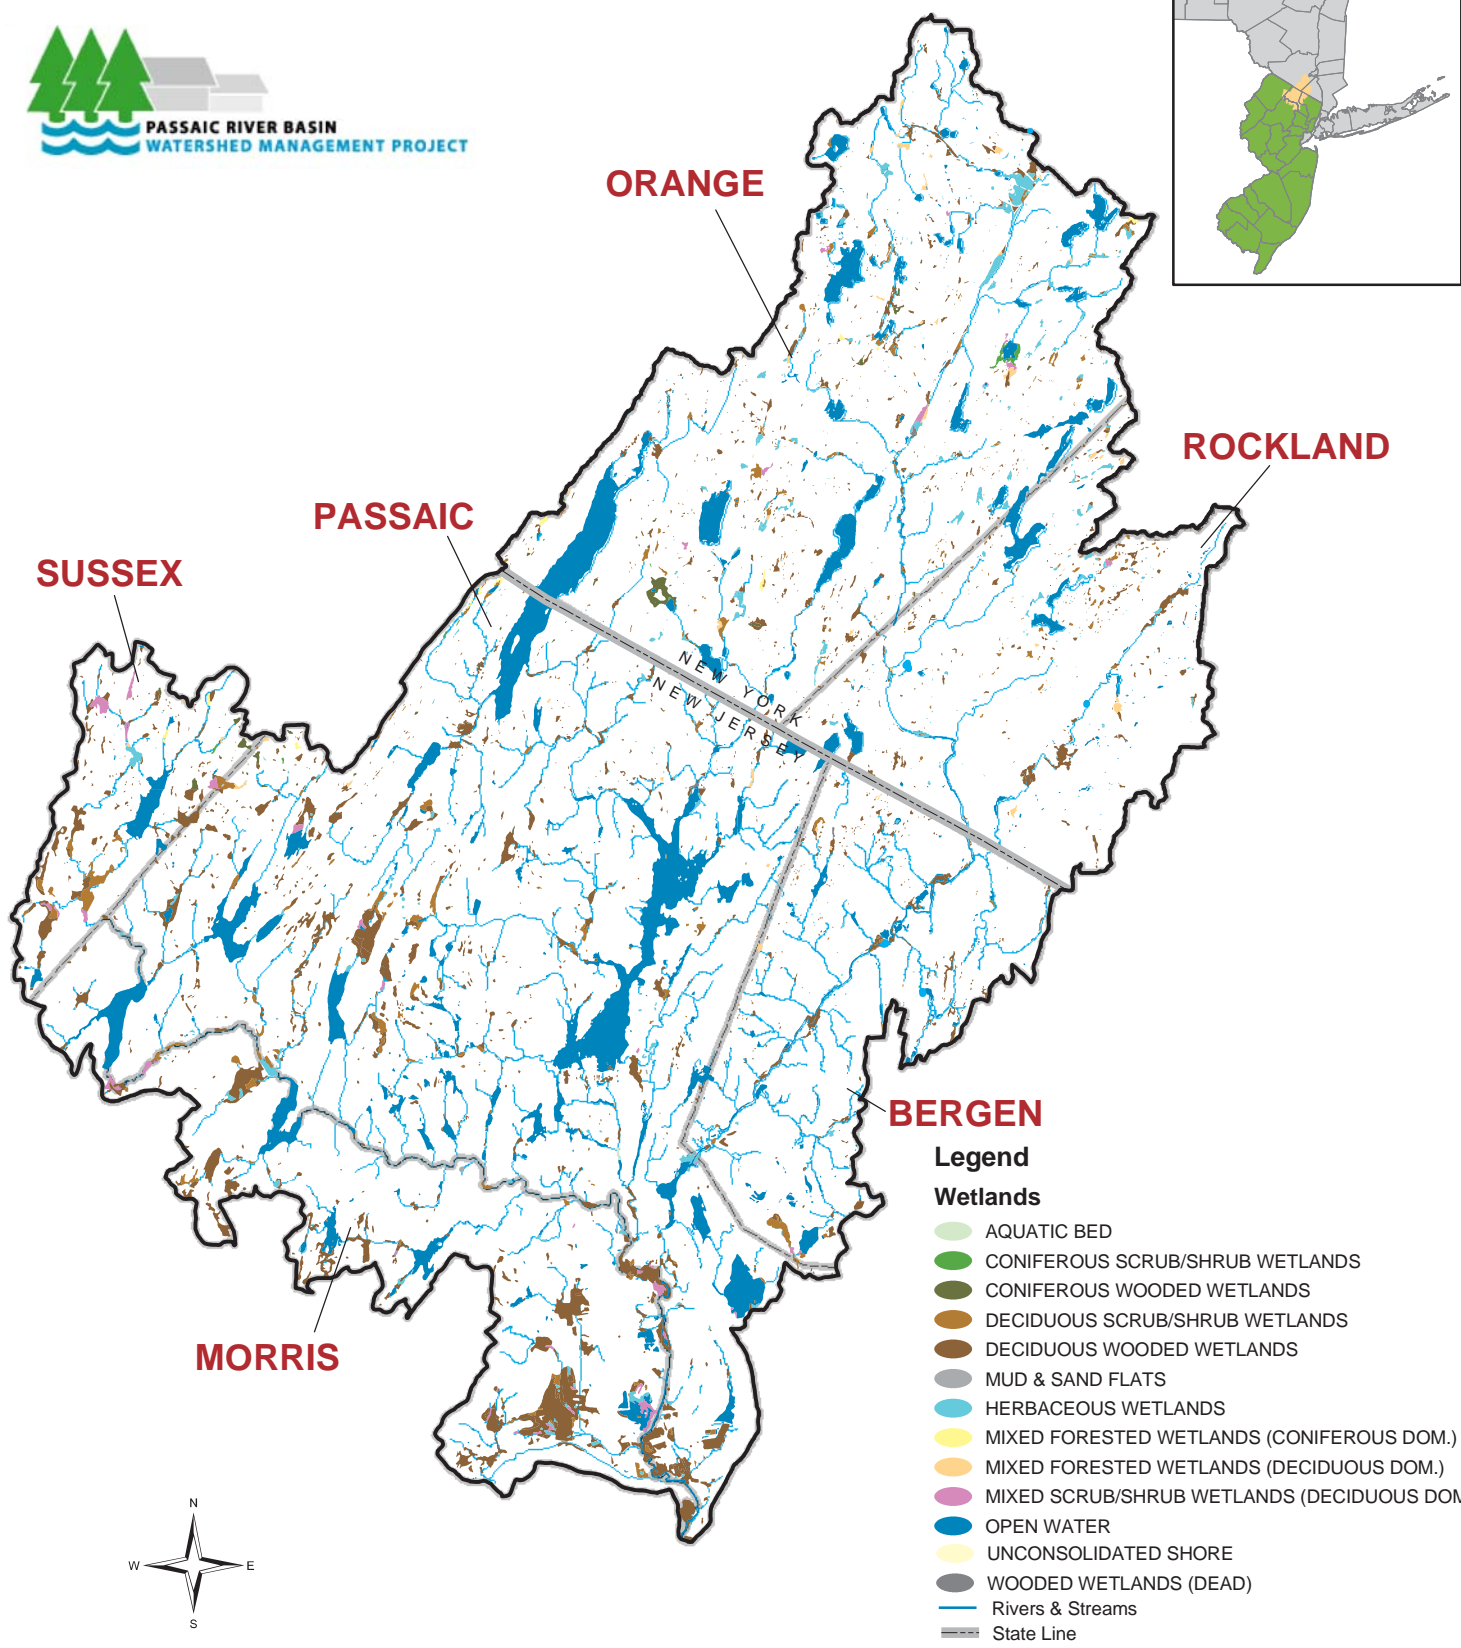 PASSAIC RIVER BASIN
WATERSHED MANAGEMENT PROJECT
ORANGE
ROCKLAND
PASSAIC
SUSSEX
NEW YORK
NEW JERSEY
BERGEN
MORRIS
Legend
Wetlands
AQUATIC BED
CONIFEROUS SCRUB/SHRUB WETLANDS
CONIFEROUS WOODED WETLANDS
DECIDUOUS SCRUB/SHRUB WETLANDS
DECIDUOUS WOODED WETLANDS
MUD & SAND FLATS
HERBACEOUS WETLANDS
MIXED FORESTED WETLANDS (CONIFEROUS DOM.)
MIXED FORESTED WETLANDS (DECIDUOUS DOM.)
MIXED SCRUB/SHRUB WETLANDS (DECIDUOUS DOM
OPEN WATER
UNCONSOLIDATED SHORE
WOODED WETLANDS (DEAD)
Rivers & Streams
State Line
N
W E
S